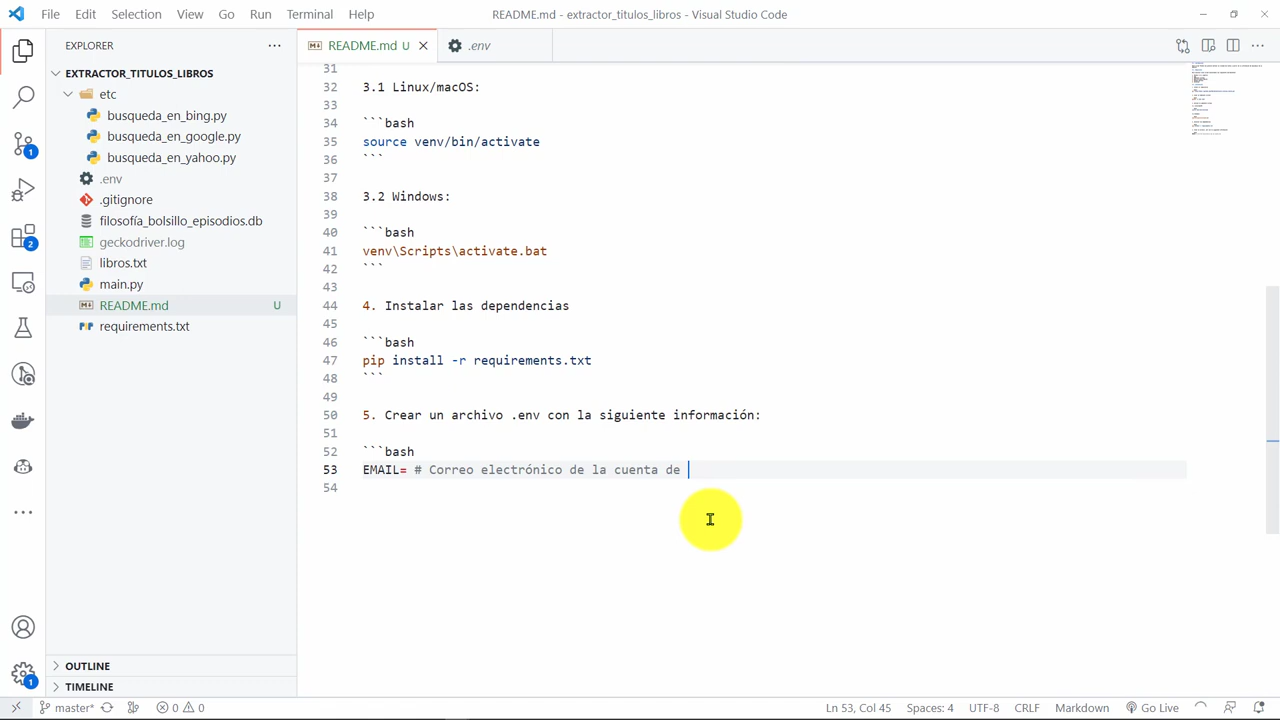 File Edit Selection View Go Run Terminal Help
README.md - extractor_titulos_libros - Visual Studio Code
EXPLORER
README.md U
.env
EXTRACTOR_TITULOS_LIBROS
etc
busqueda_en_bing...
busqueda_en_google...
busqueda_en_yahoo.py
.env
.gitignore
filosofía_bolsillo_episodios.db
geckodriver.log
libros.txt
main.py
README.md U
requirements.txt
OUTLINE
TIMELINE
31
32 3.1 Linux/macOS:
33
34 ```bash
35 source venv/bin/activate
36 ```
37
38 3.2 Windows:
39
40 ```bash
41 venv\Scripts\activate.bat
42 ```
43
44 4. Instalar las dependencias
45
46 ```bash
47 pip install -r requirements.txt
48 ```
49
50 5. Crear un archivo .env con la siguiente información:
51
52 ```bash
53 EMAIL= # Correo electrónico de la cuenta de
54
1
2
1
master* 0 0
Ln 53, Col 45 Spaces: 4 UTF-8 CRLF Markdown Go Live